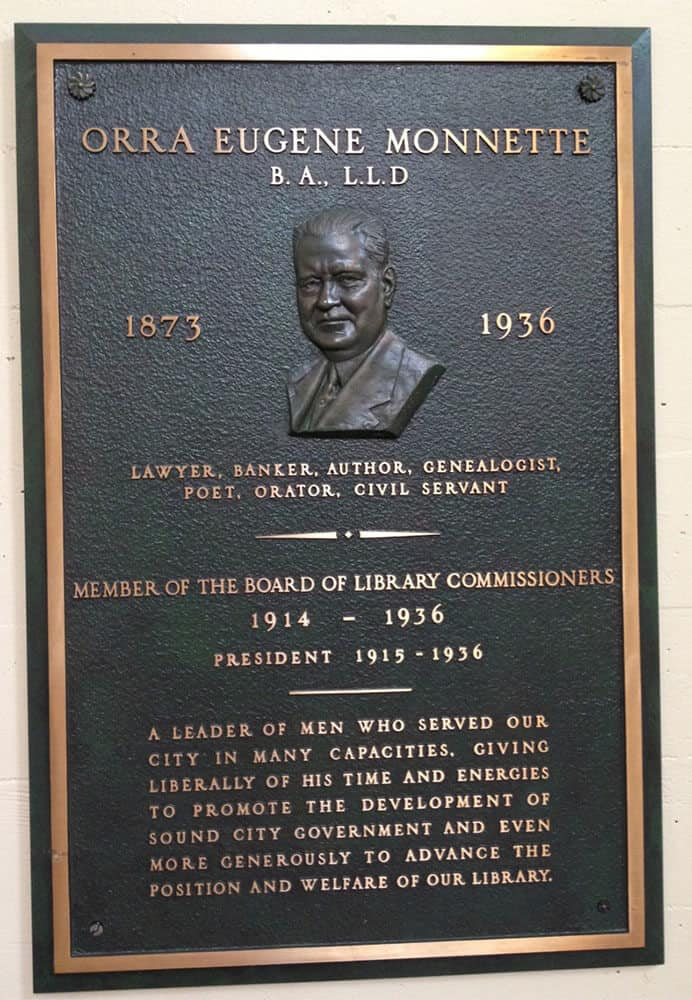 ORRA EUGENE MONNETTE
B. A., L.L.D
1873 1936
LAWYER, BANKER, AUTHOR, GENEALOGIST,
POET, ORATOR, CIVIL SERVANT
MEMBER OF THE BOARD OF LIBRARY COMMISSIONERS
1914 - 1936
PRESIDENT 1915 - 1936
A LEADER OF MEN WHO SERVED OUR
CITY IN MANY CAPACITIES, GIVING
LIBERALLY OF HIS TIME AND ENERGIES
TO PROMOTE THE DEVELOPMENT OF
SOUND CITY GOVERNMENT AND EVEN
MORE GENEROUSLY TO ADVANCE THE
POSITION AND WELFARE OF OUR LIBRARY.